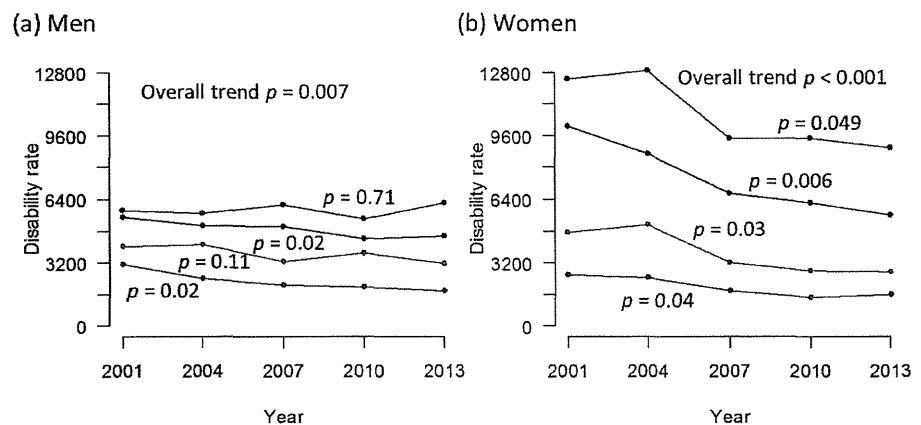 (a) Men
12800
9600
6400
3200
0
Disability rate
Overall trend p = 0.007
p = 0.71
p = 0.02
p = 0.11
p = 0.02
2001 2004 2007 2010 2013
Year
(b) Women
12800
9600
6400
3200
0
Disability rate
Overall trend p < 0.001
p = 0.049
p = 0.006
p = 0.03
p = 0.04
2001 2004 2007 2010 2013
Year